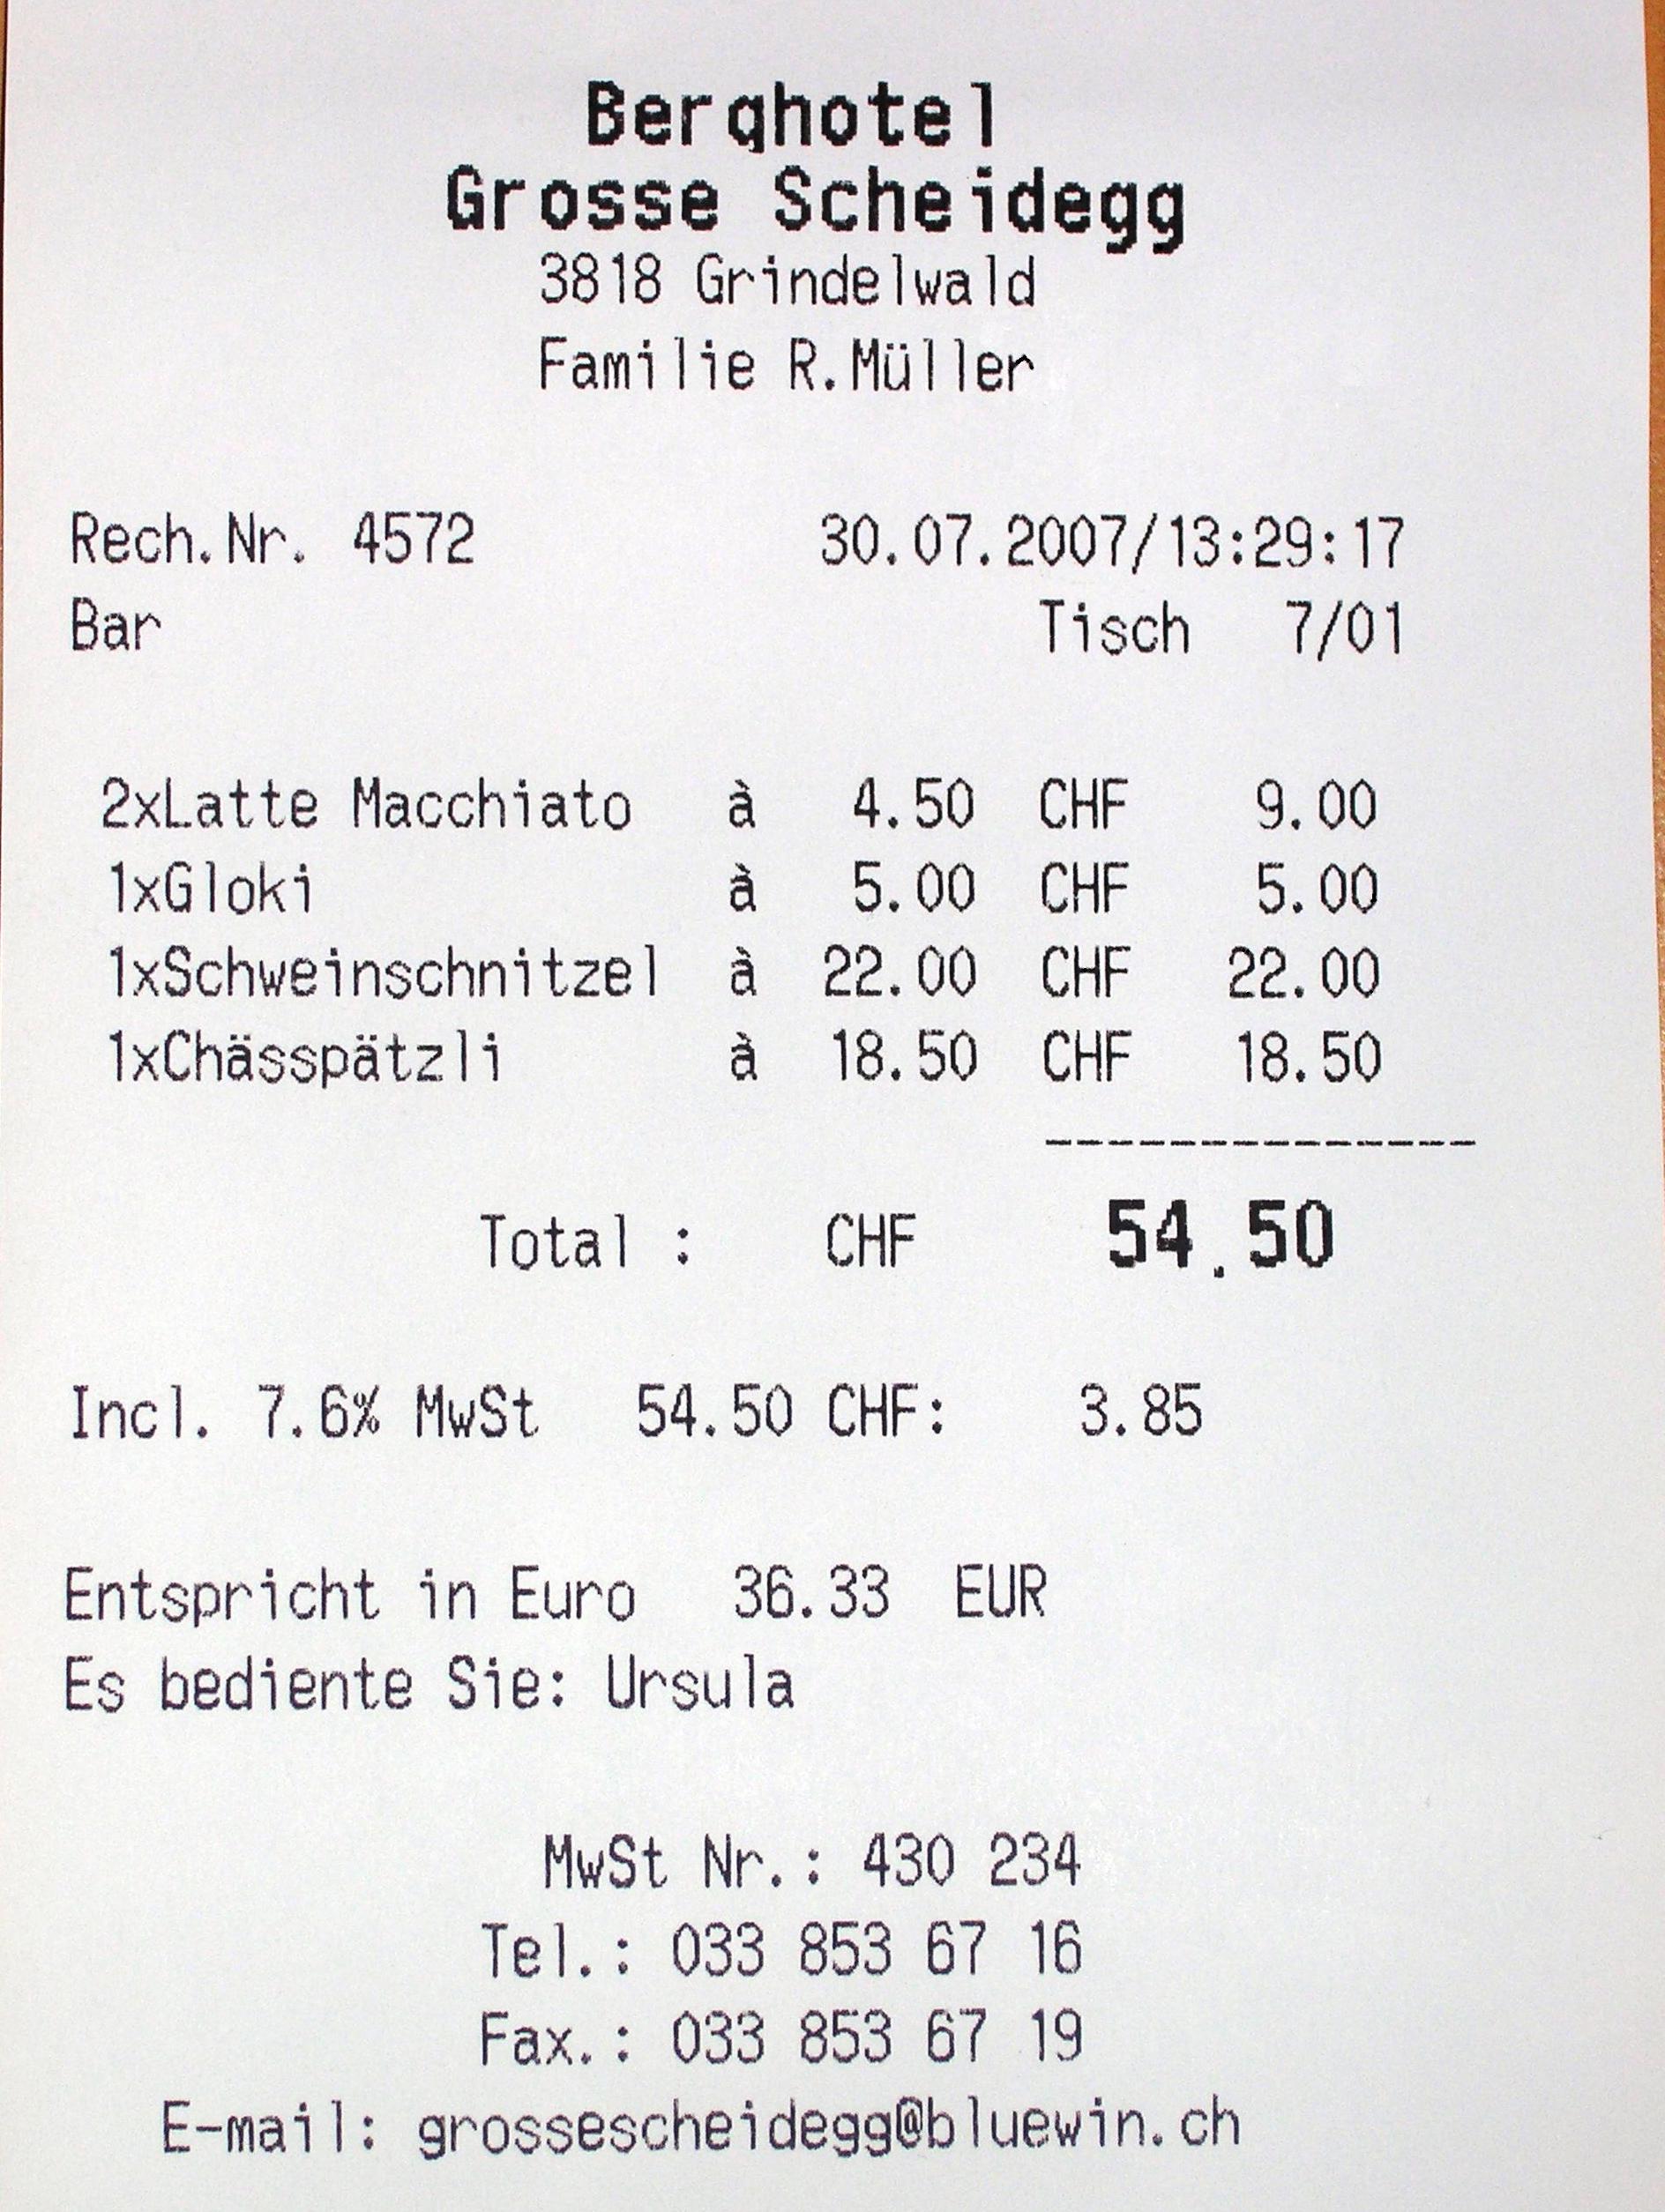 Berghotel
Grosse Scheidegg
3818 Grindelwald
Familie R.Müller
Rech.Nr. 4572 30.07.2007/13:29:17
Bar Tisch 7/01
2xLatte Macchiato à 4.50 CHF 9.00
1xGloki à 5.00 CHF 5.00
1xSchweinschnitzel à 22.00 CHF 22.00
1xChässpätzli à 18.50 CHF 18.50
--------------
Total : CHF 54.50
Incl. 7.6% MwSt 54.50 CHF: 3.85
Entspricht in Euro 36.33 EUR
Es bediente Sie: Ursula
MwSt Nr.: 430 234
Tel.: 033 853 67 16
Fax.: 033 853 67 19
E-mail: grossescheidegg@bluewin.ch